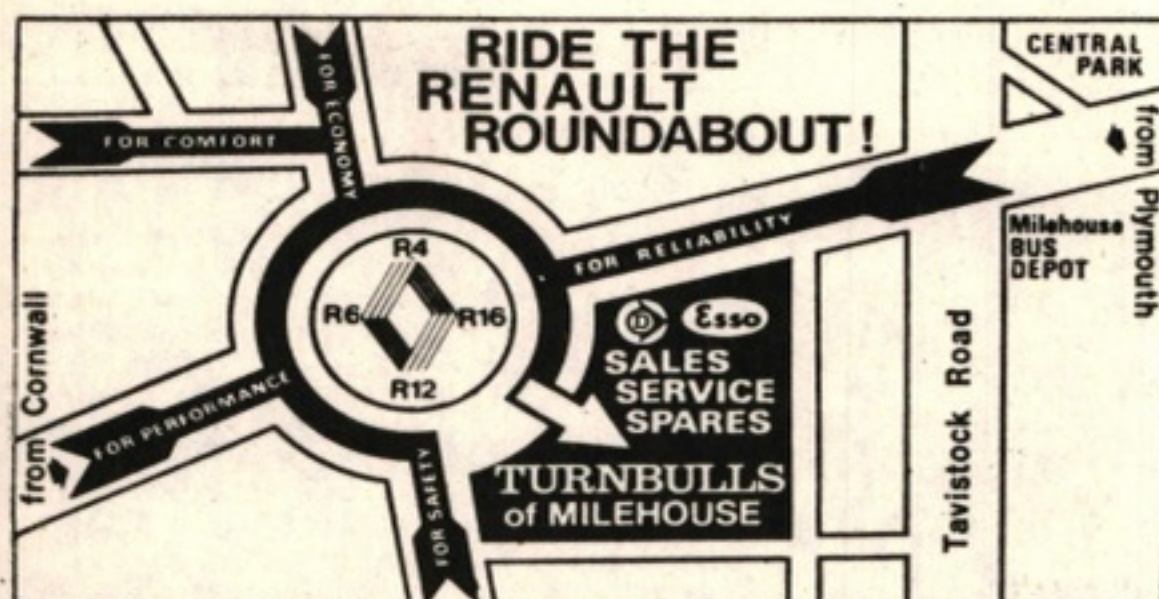 RIDE THE
RENAULT
ROUNDABOUT!
CENTRAL
PARK
from Plymouth
FOR ECONOMY
FOR COMFORT
FOR RELIABILITY
Milehouse
BUS
DEPOT
R4
R6
R16
R12
D
Esso
SALES
SERVICE
SPARES
from Cornwall
FOR PERFORMANCE
FOR SAFETY
TURNBULLS
of MILEHOUSE
Tavistock Road